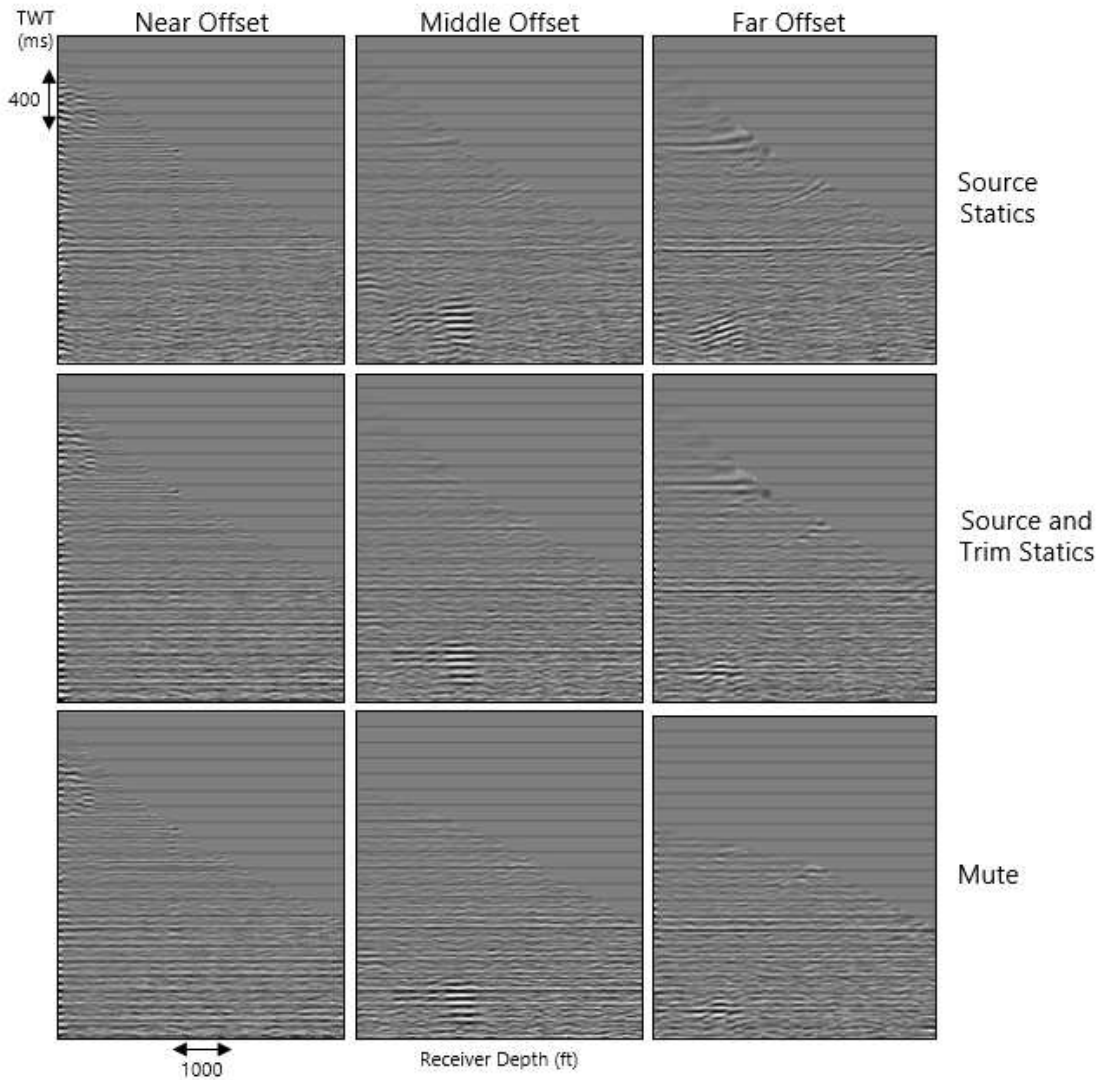 TWT
(ms)
Near Offset
Middle Offset
Far Offset
400
Source
Statics
Source and
Trim Statics
Mute
1000
Receiver Depth (ft)